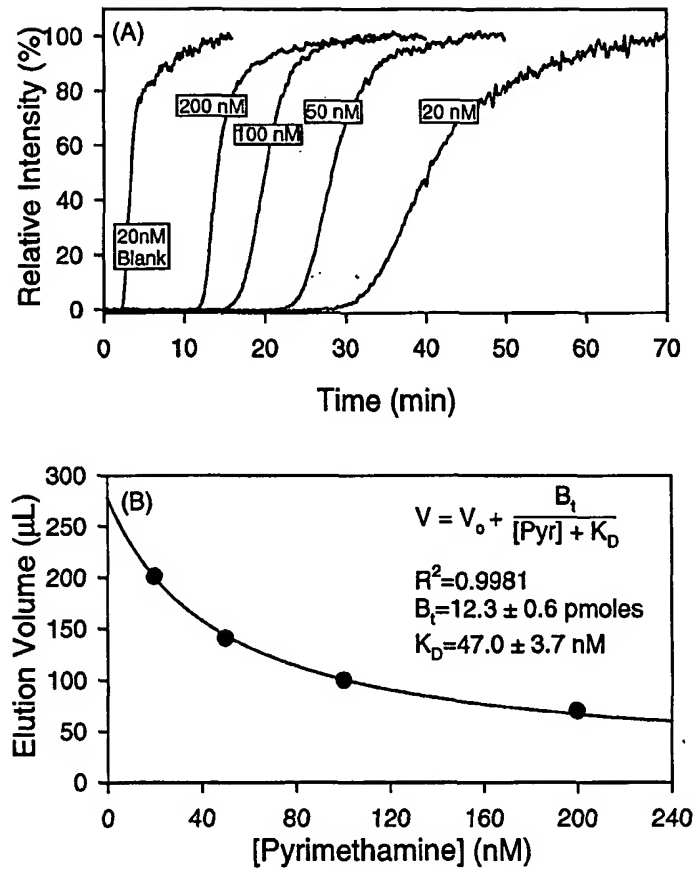 (A)
Relative Intensity (%)
100
80
60
40
20
0
20nM
Blank
200 nM
100 nM
50 nM
20 nM
0 10 20 30 40 50 60 70
Time (min)
(B)
Elution Volume (µL)
300
250
200
150
100
50
0
V = V₀ + Bₜ / ([Pyr] + K_D)
R²=0.9981
Bₜ=12.3 ± 0.6 pmoles
K_D=47.0 ± 3.7 nM
0 40 80 120 160 200 240
[Pyrimethamine] (nM)